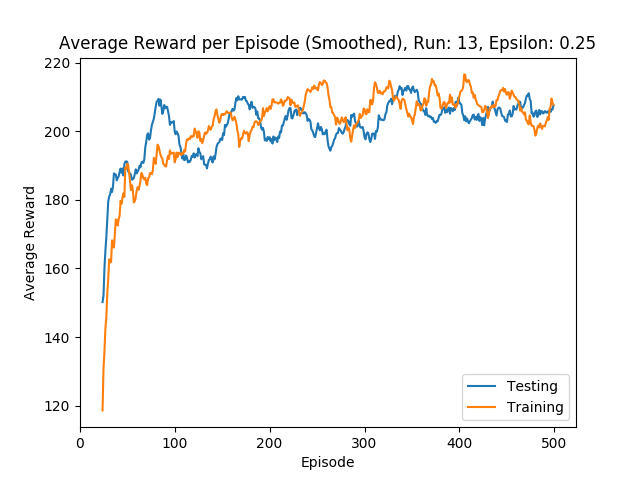 Average Reward per Episode (Smoothed), Run: 13, Epsilon: 0.25
220
200
180
160
140
120
Average Reward
0 100 200 300 400 500
Episode
Testing
Training